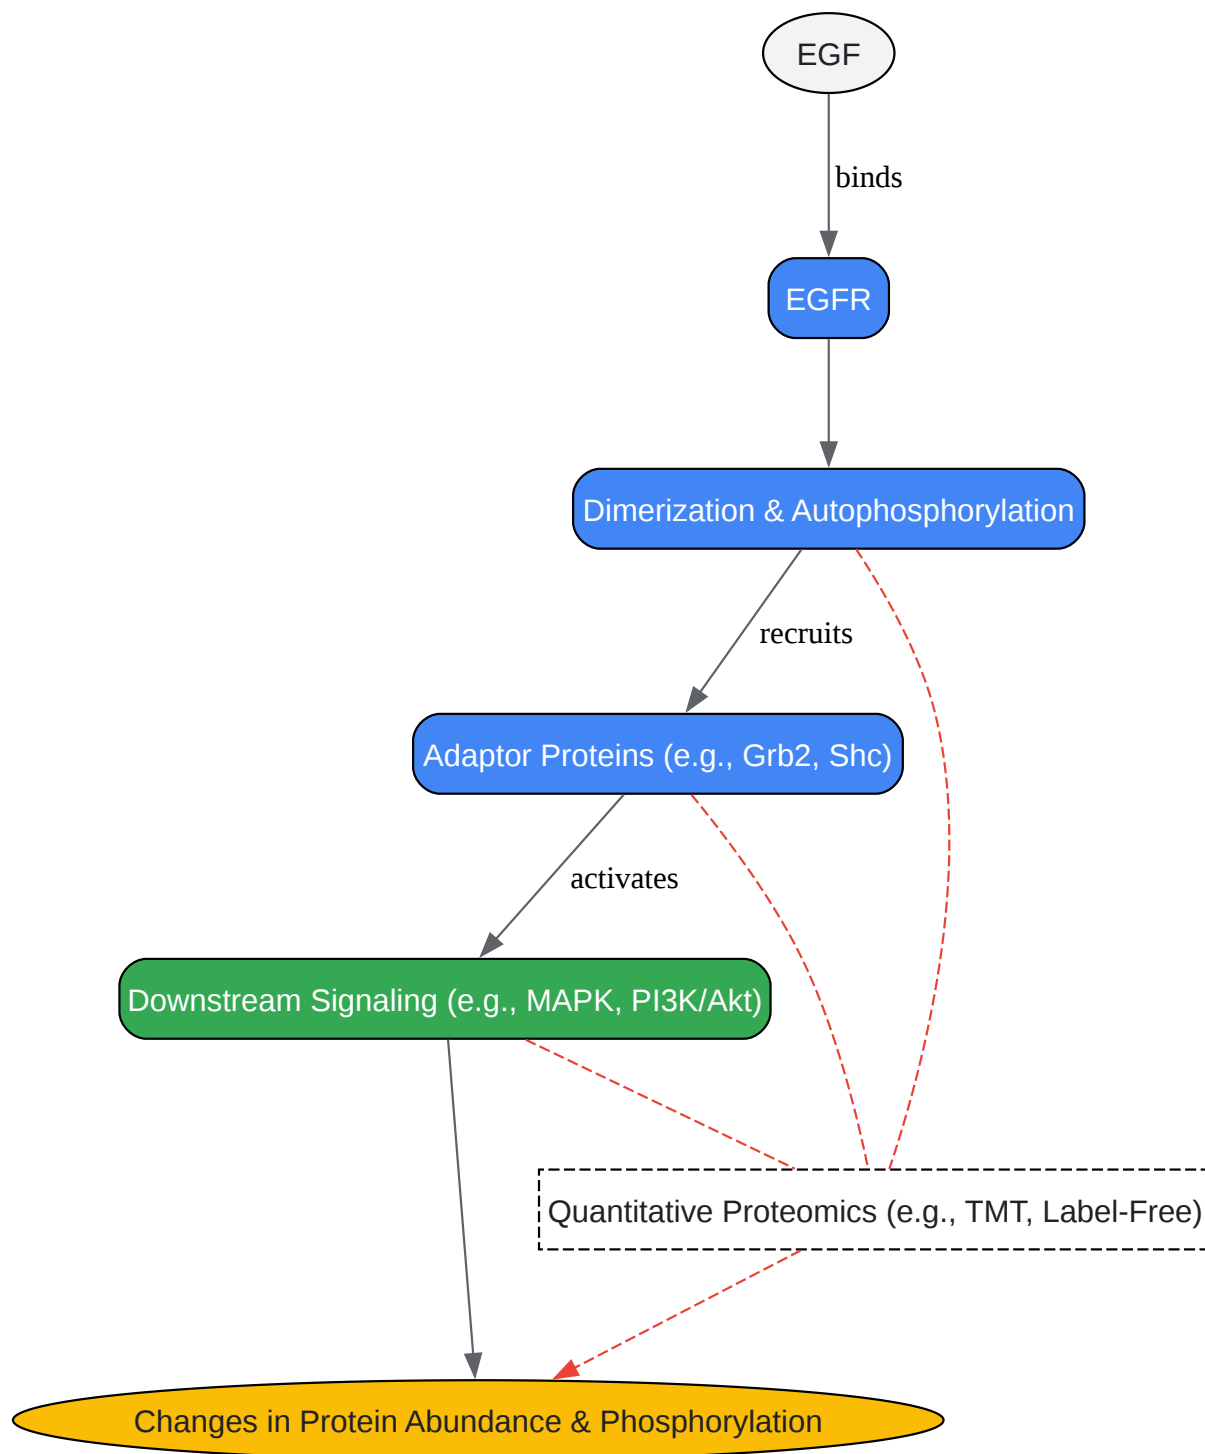 EGF
binds
EGFR
Dimerization & Autophosphorylation
recruits
Adaptor Proteins (e.g., Grb2, Shc)
activates
Downstream Signaling (e.g., MAPK, PI3K/Akt)
Quantitative Proteomics (e.g., TMT, Label-Free)
Changes in Protein Abundance & Phosphorylation